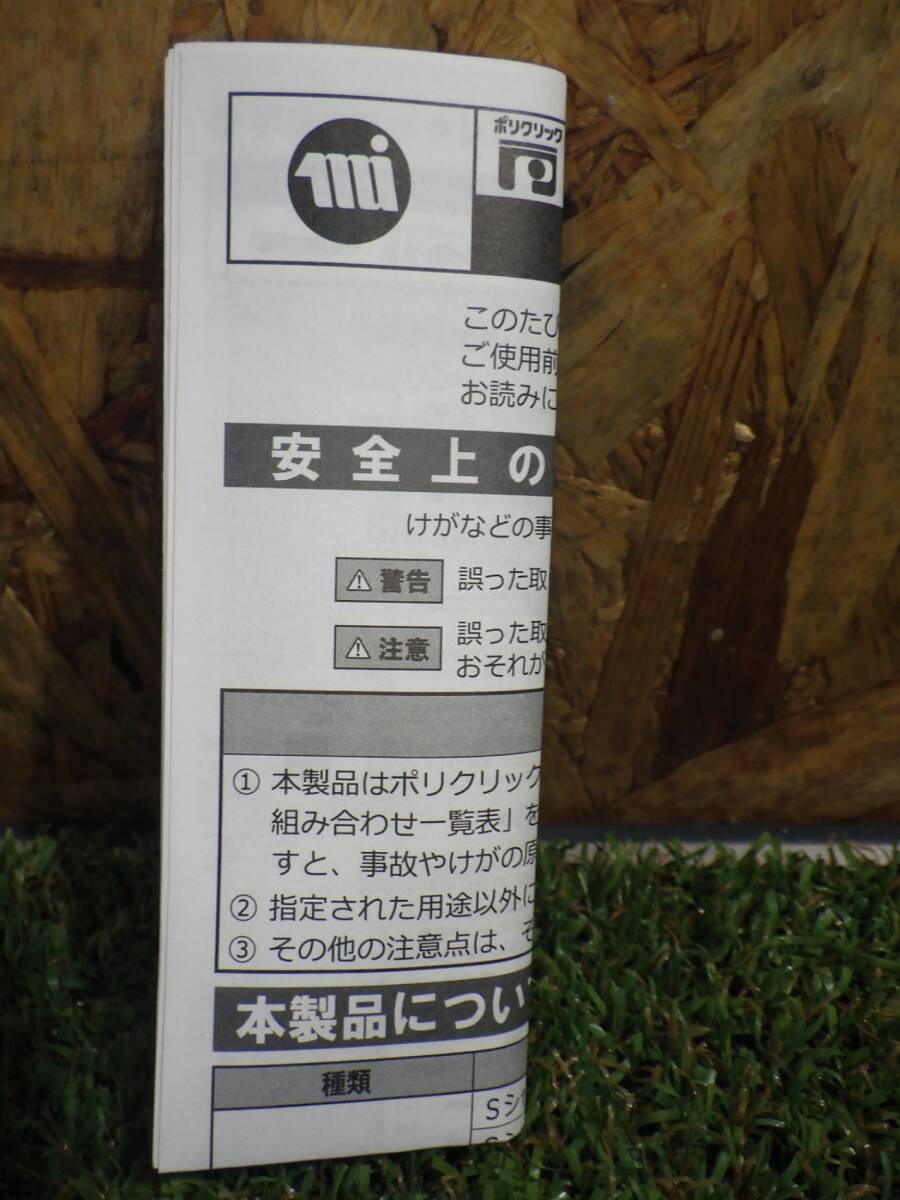 ポリクリック
このたび
ご使用前
お読みに
安全上の
けがなどの事
⚠警告 誤った取
⚠注意 誤った取
おそれが
① 本製品はポリクリック
組み合わせ一覧表」を
すと、事故やけがの原
② 指定された用途以外に
③ その他の注意点は、そ
本製品につい
種類
Sシ